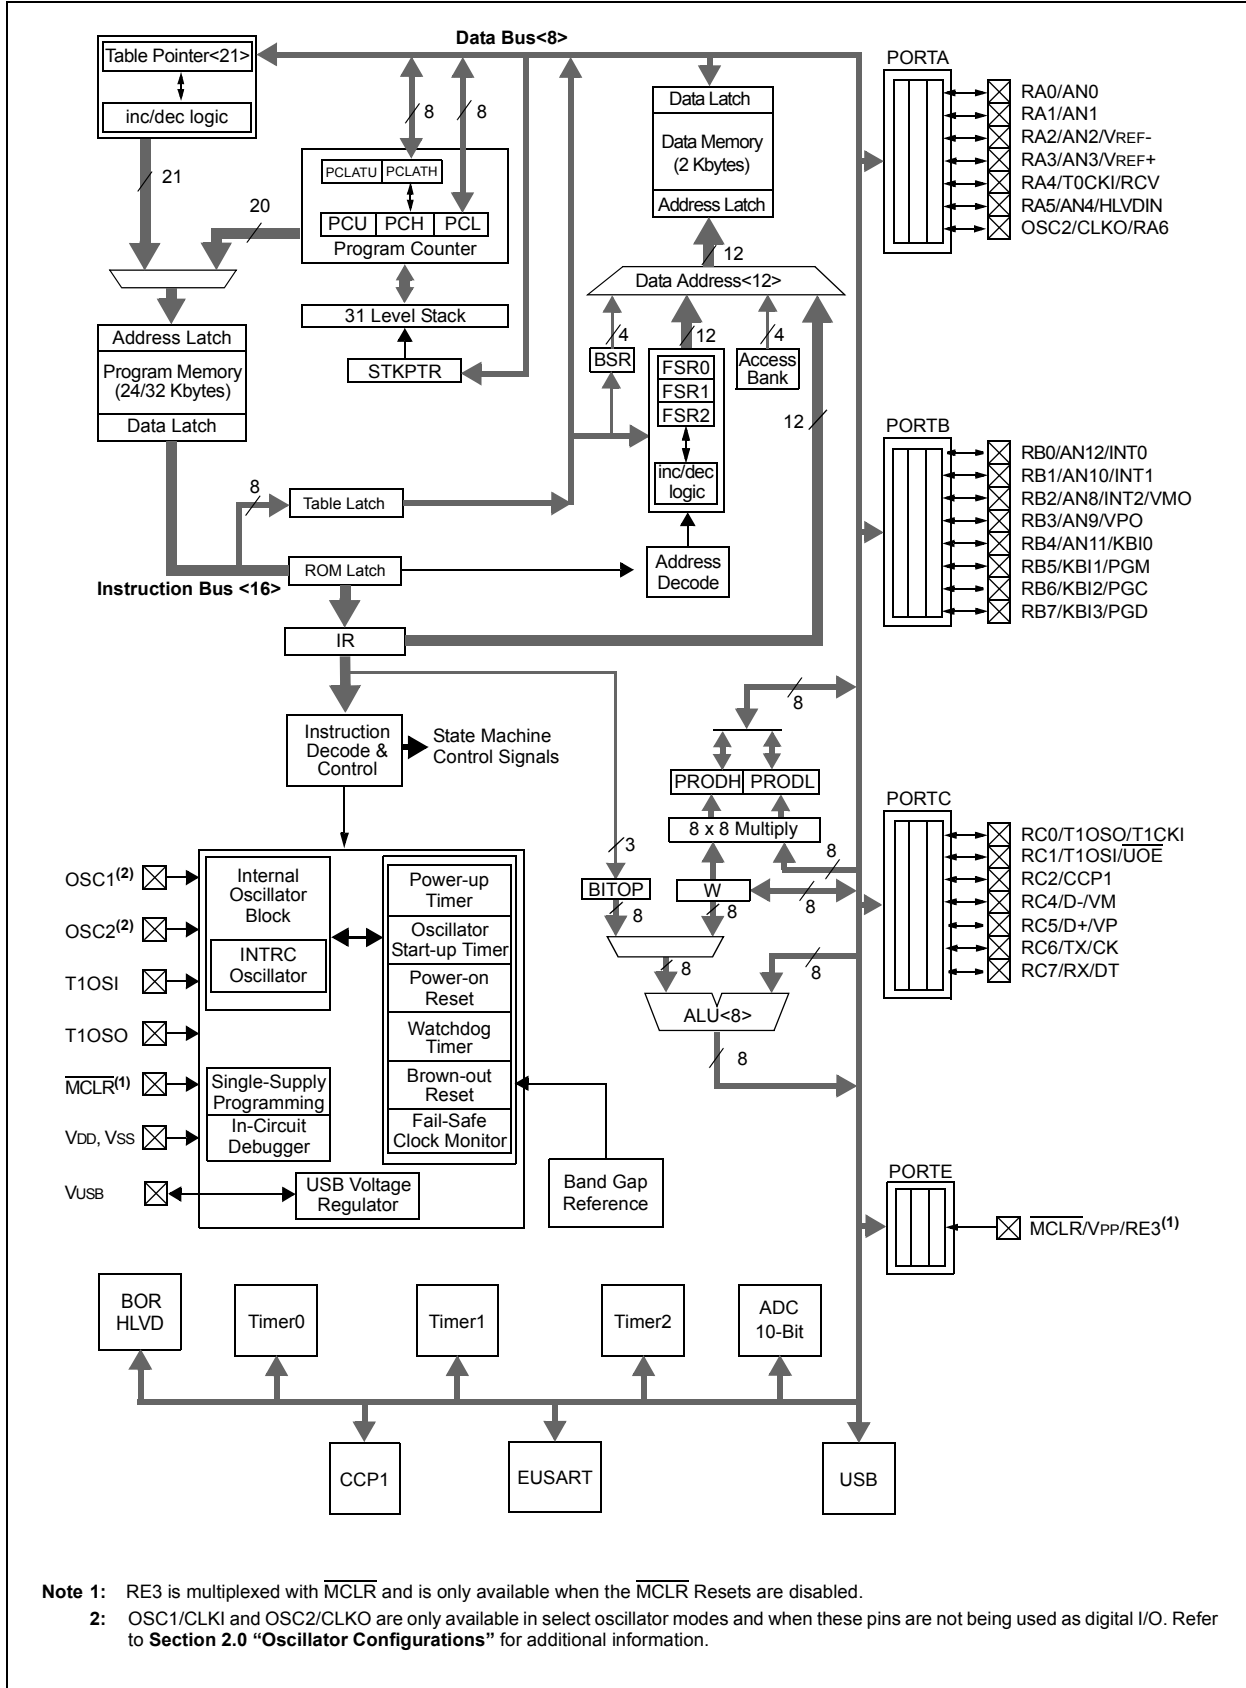 Data Bus<8>
Table Pointer<21>
inc/dec logic
21
20
8
8
PCLATU
PCLATH
PCU
PCH
PCL
Program Counter
31 Level Stack
STKPTR
Address Latch
Program Memory
(24/32 Kbytes)
Data Latch
Data Latch
Data Memory
(2 Kbytes)
Address Latch
12
Data Address<12>
4
12
4
BSR
FSR0
FSR1
FSR2
inc/dec
logic
Access
Bank
12
8
Table Latch
ROM Latch
Instruction Bus <16>
Address
Decode
IR
Instruction
Decode &
Control
State Machine
Control Signals
8
PRODH
PRODL
8 x 8 Multiply
3
8
BITOP
W
8
8
8
8
8
ALU<8>
8
OSC1(2)
OSC2(2)
T1OSI
T1OSO
MCLR(1)
VDD, VSS
VUSB
Internal
Oscillator
Block
INTRC
Oscillator
Power-up
Timer
Oscillator
Start-up Timer
Power-on
Reset
Watchdog
Timer
Brown-out
Reset
Fail-Safe
Clock Monitor
Single-Supply
Programming
In-Circuit
Debugger
USB Voltage
Regulator
Band Gap
Reference
PORTA
RA0/AN0
RA1/AN1
RA2/AN2/VREF-
RA3/AN3/VREF+
RA4/T0CKI/RCV
RA5/AN4/HLVDIN
OSC2/CLKO/RA6
PORTB
RB0/AN12/INT0
RB1/AN10/INT1
RB2/AN8/INT2/VMO
RB3/AN9/VPO
RB4/AN11/KBI0
RB5/KBI1/PGM
RB6/KBI2/PGC
RB7/KBI3/PGD
PORTC
RC0/T1OSO/T1CKI
RC1/T1OSI/UOE
RC2/CCP1
RC4/D-/VM
RC5/D+/VP
RC6/TX/CK
RC7/RX/DT
PORTE
MCLR/VPP/RE3(1)
BOR
HLVD
Timer0
Timer1
Timer2
ADC
10-Bit
CCP1
EUSART
USB
Note 1: RE3 is multiplexed with MCLR and is only available when the MCLR Resets are disabled.
2: OSC1/CLKI and OSC2/CLKO are only available in select oscillator modes and when these pins are not being used as digital I/O. Refer
to Section 2.0 “Oscillator Configurations” for additional information.